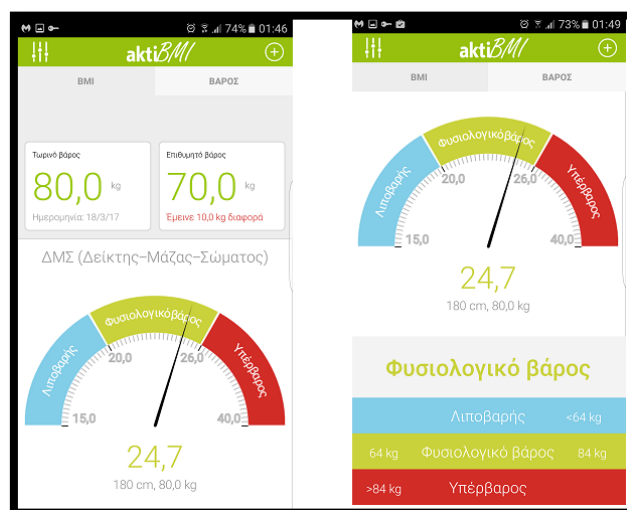 74% 01:46
aktiBMI
BMI
ΒΑΡΟΣ
Τωρινό βάρος
80,0 kg
Ημερομηνία: 18/3/17
Επιθυμητό βάρος
70,0 kg
Έμεινε 10,0 kg διαφορά
ΔΜΣ (Δείκτης–Μάζας–Σώματος)
Λιποβαρής
Φυσιολογικό βάρος
Υπέρβαρος
15,0
20,0
26,0
40,0
24,7
180 cm, 80,0 kg
73% 01:49
aktiBMI
BMI
ΒΑΡΟΣ
Λιποβαρής
Φυσιολογικό βάρος
Υπέρβαρος
15,0
20,0
26,0
40,0
24,7
180 cm, 80,0 kg
Φυσιολογικό βάρος
Λιποβαρής <64 kg
64 kg Φυσιολογικό βάρος 84 kg
>84 kg Υπέρβαρος